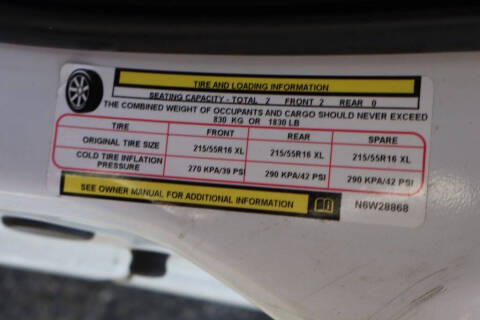 TIRE AND LOADING INFORMATION
SEATING CAPACITY - TOTAL 2 FRONT 2 REAR 0
THE COMBINED WEIGHT OF OCCUPANTS AND CARGO SHOULD NEVER EXCEED
830 KG OR 1830 LB
TIRE FRONT REAR SPARE
ORIGINAL TIRE SIZE 215/55R16 XL 215/55R16 XL 215/55R16 XL
COLD TIRE INFLATION
PRESSURE 270 KPA/39 PSI 290 KPA/42 PSI 290 KPA/42 PSI
SEE OWNER MANUAL FOR ADDITIONAL INFORMATION N6W28868